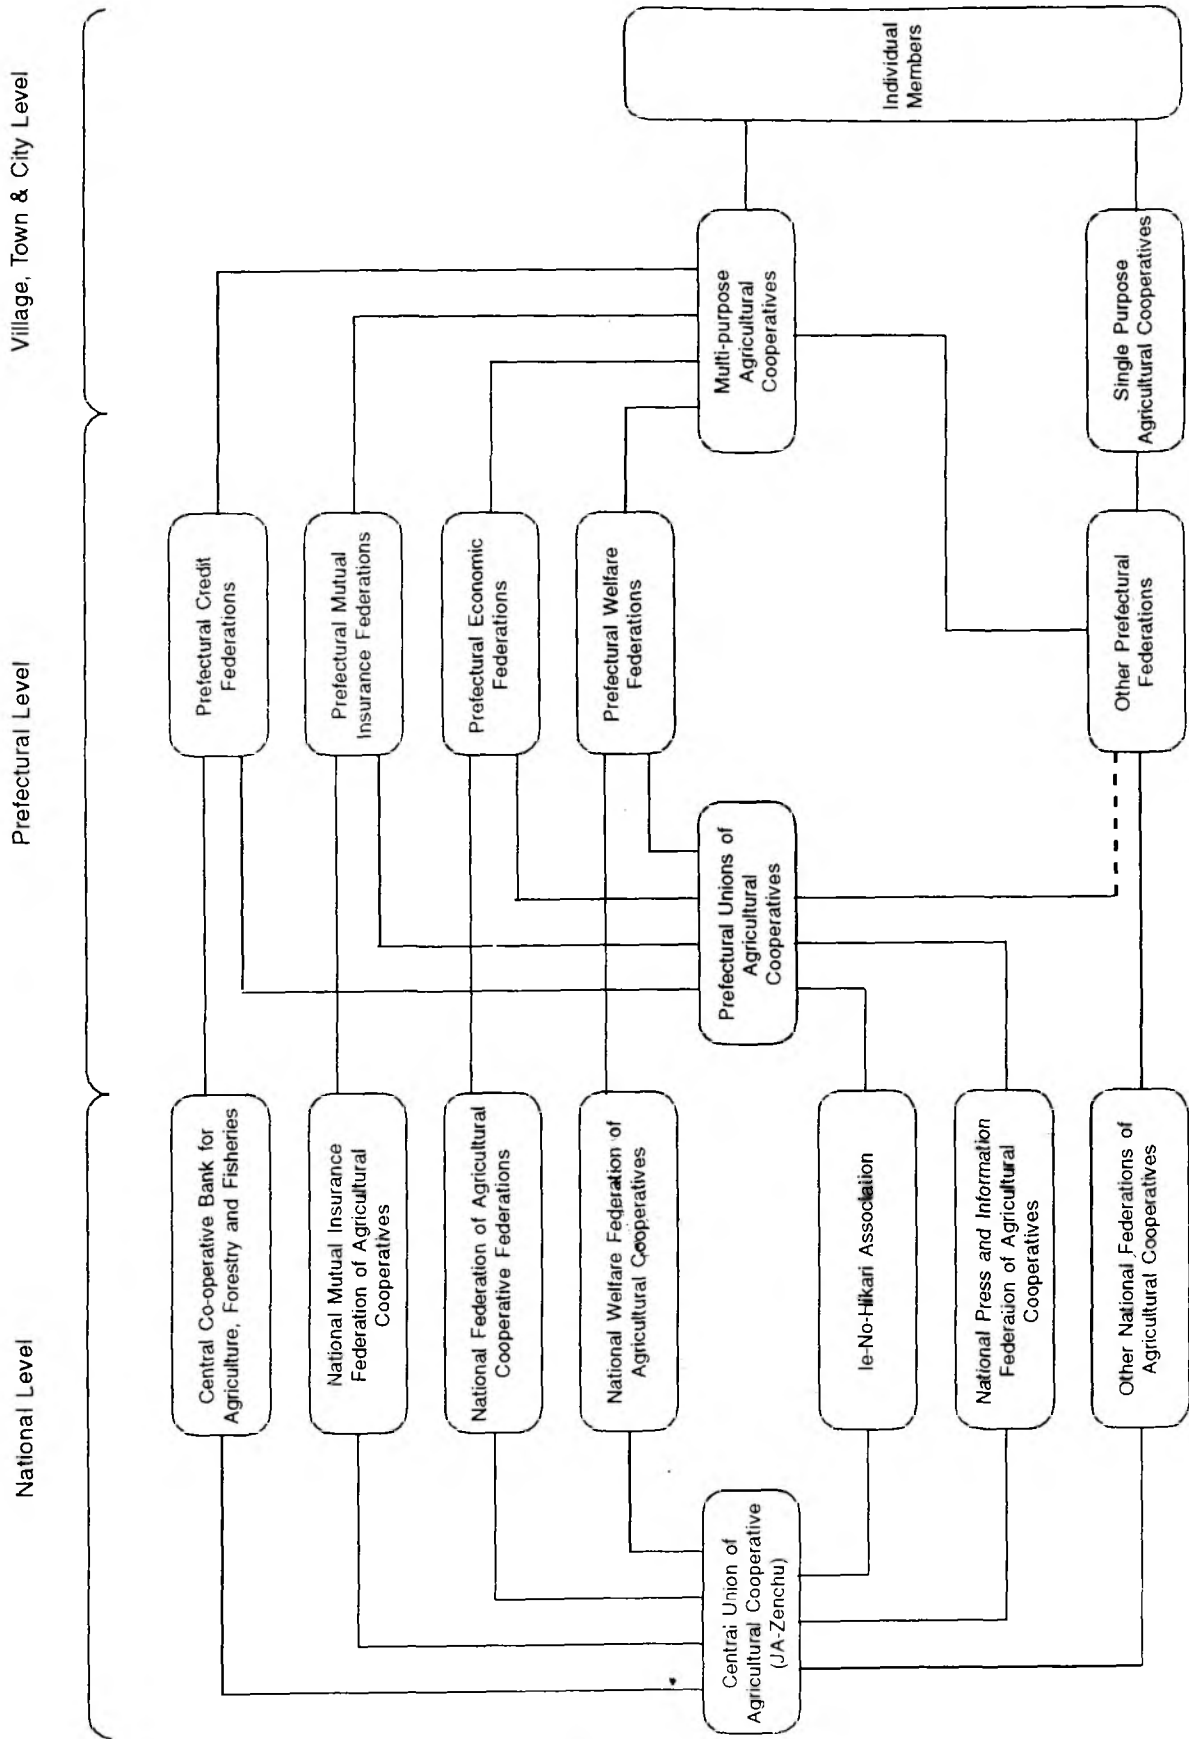 National Level
Prefectural Level
Village, Town & City Level
Central Union of
Agricultural Cooperative
(JA-Zenchu)
Central Co-operative Bank for
Agriculture, Forestry and Fisheries
National Mutual Insurance
Federation of Agricultural
Cooperatives
National Federation of Agricultural
Cooperative Federations
National Welfare Federation of
Agricultural Cooperatives
Ie-No-Hikari Association
National Press and Information
Federation of Agricultural
Cooperatives
Other National Federations of
Agricultural Cooperatives
Prefectural Unions of
Agricultural
Cooperatives
Prefectural Credit
Federations
Prefectural Mutual
Insurance Federations
Prefectural Economic
Federations
Prefectural Welfare
Federations
Other Prefectural
Federations
Multi-purpose
Agricultural
Cooperatives
Single Purpose
Agricultural Cooperatives
Individual
Members